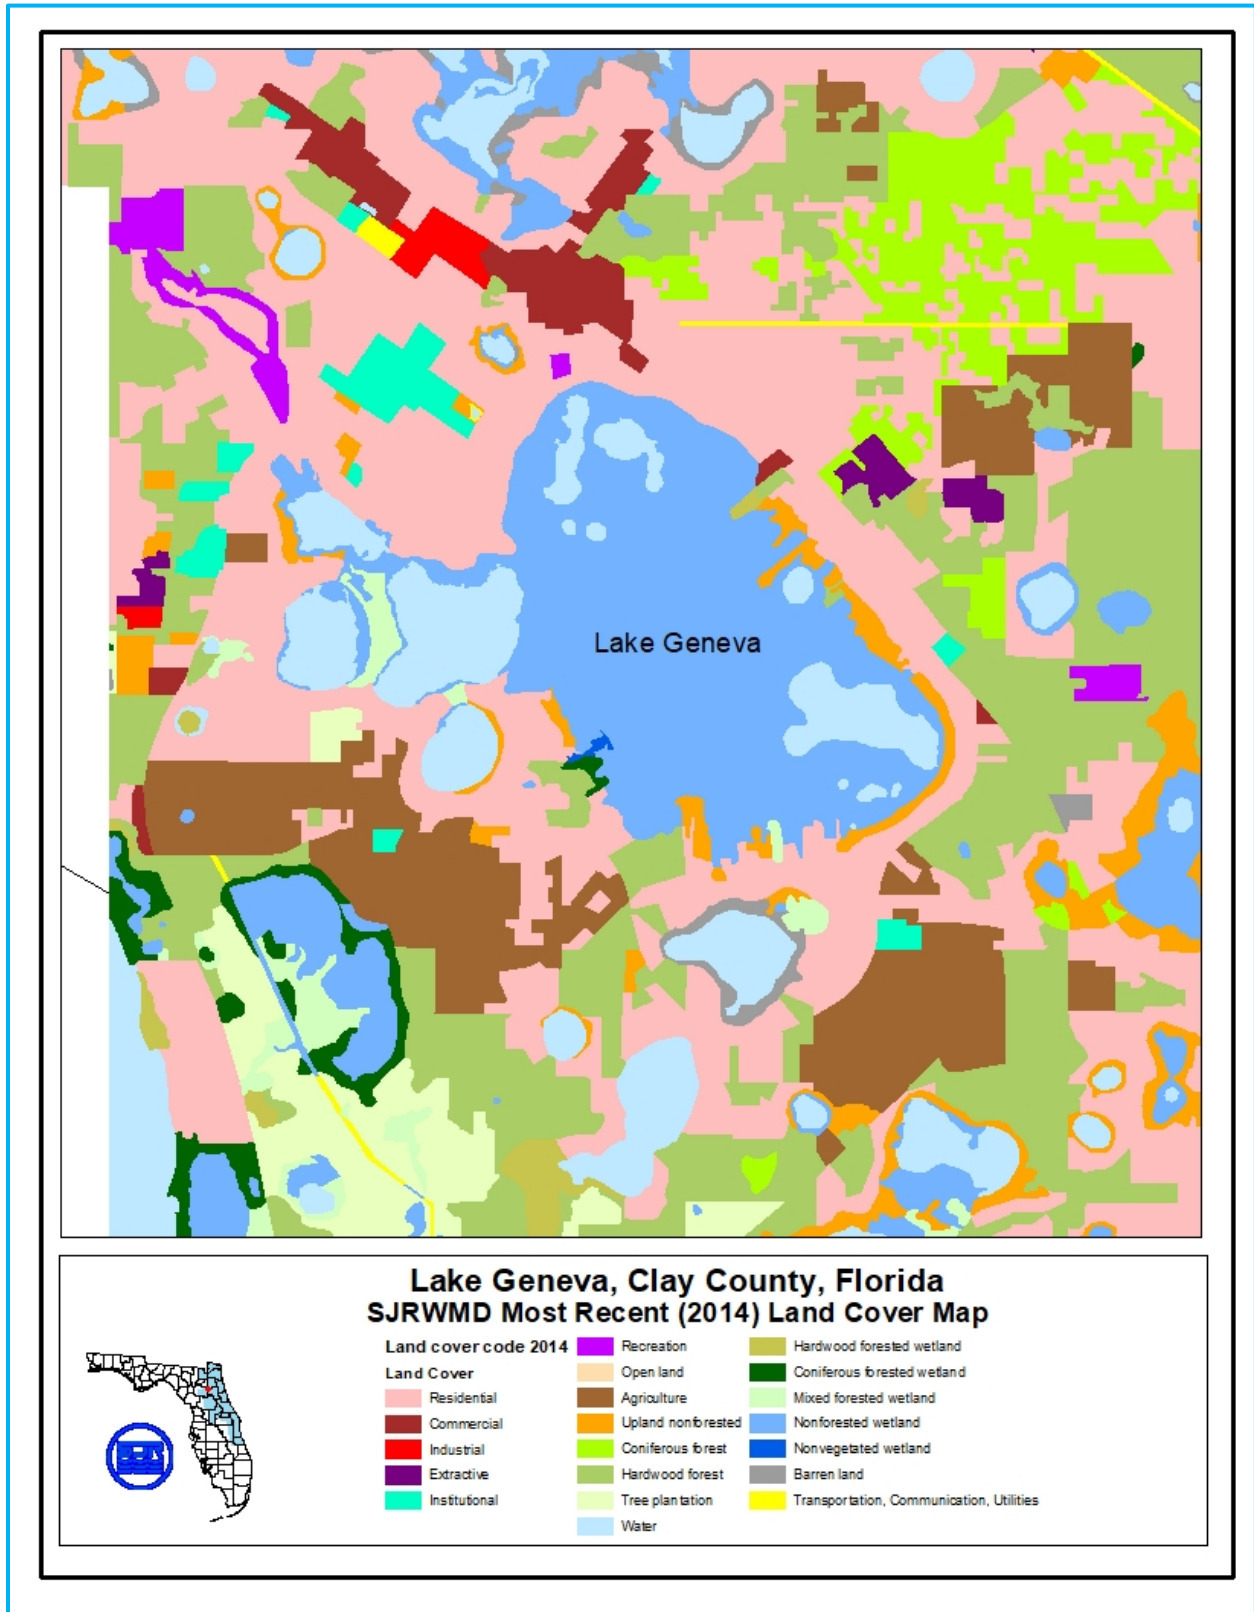 Lake Geneva
Lake Geneva, Clay County, Florida
SJRWMD Most Recent (2014) Land Cover Map
Land cover code 2014
Land Cover
Residential
Commercial
Industrial
Extractive
Institutional
Recreation
Open land
Agriculture
Upland nonforested
Coniferous forest
Hardwood forest
Tree plantation
Water
Hardwood forested wetland
Coniferous forested wetland
Mixed forested wetland
Nonforested wetland
Nonvegetated wetland
Barren land
Transportation, Communication, Utilities